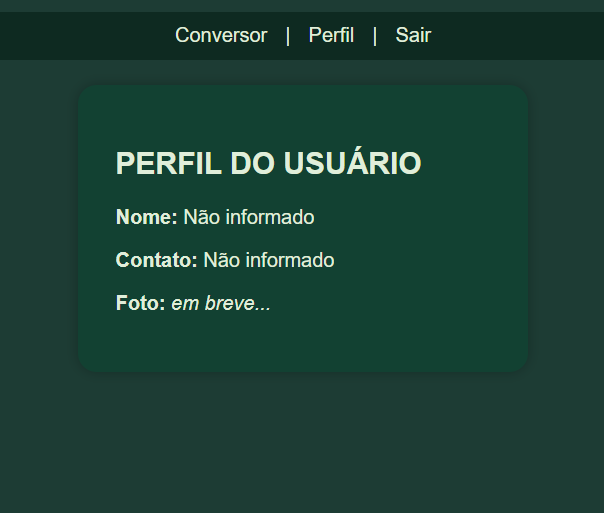 Conversor | Perfil | Sair
PERFIL DO USUÁRIO
Nome: Não informado
Contato: Não informado
Foto: em breve...